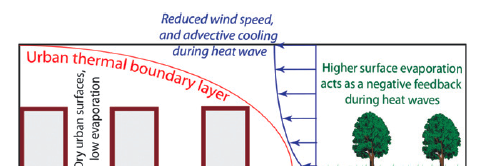 Reduced wind speed,
and advective cooling
during heat wave
Urban thermal boundary layer
Dry urban surfaces,
low evaporation
Higher surface evaporation
acts as a negative feedback
during heat waves